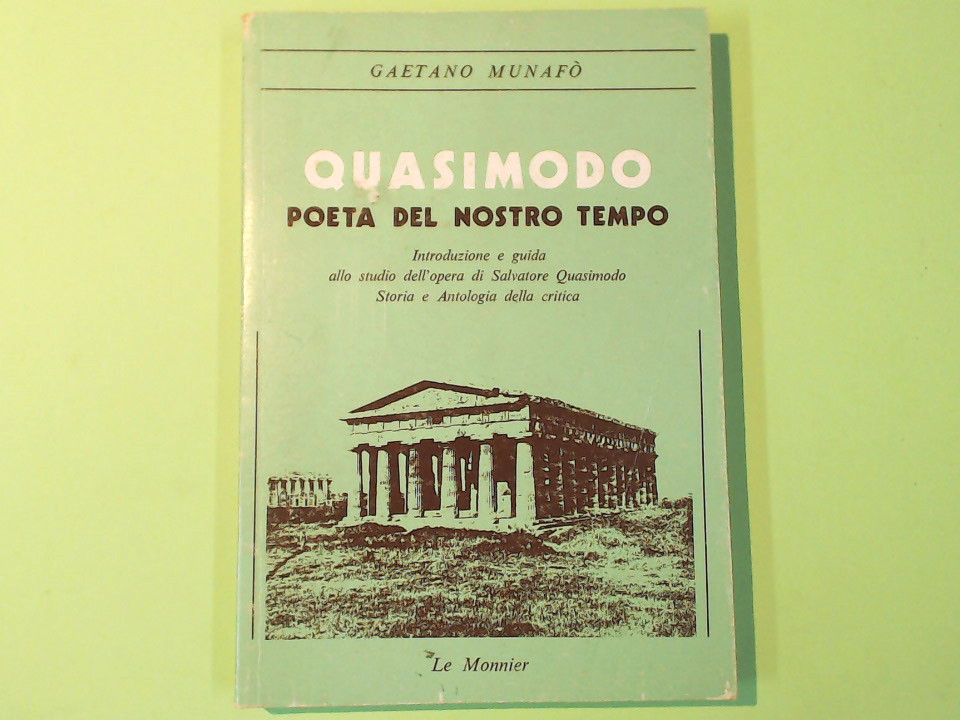 GAETANO MUNAFÒ
QUASIMODO
POETA DEL NOSTRO TEMPO
Introduzione e guida
allo studio dell'opera di Salvatore Quasimodo
Storia e Antologia della critica
Le Monnier